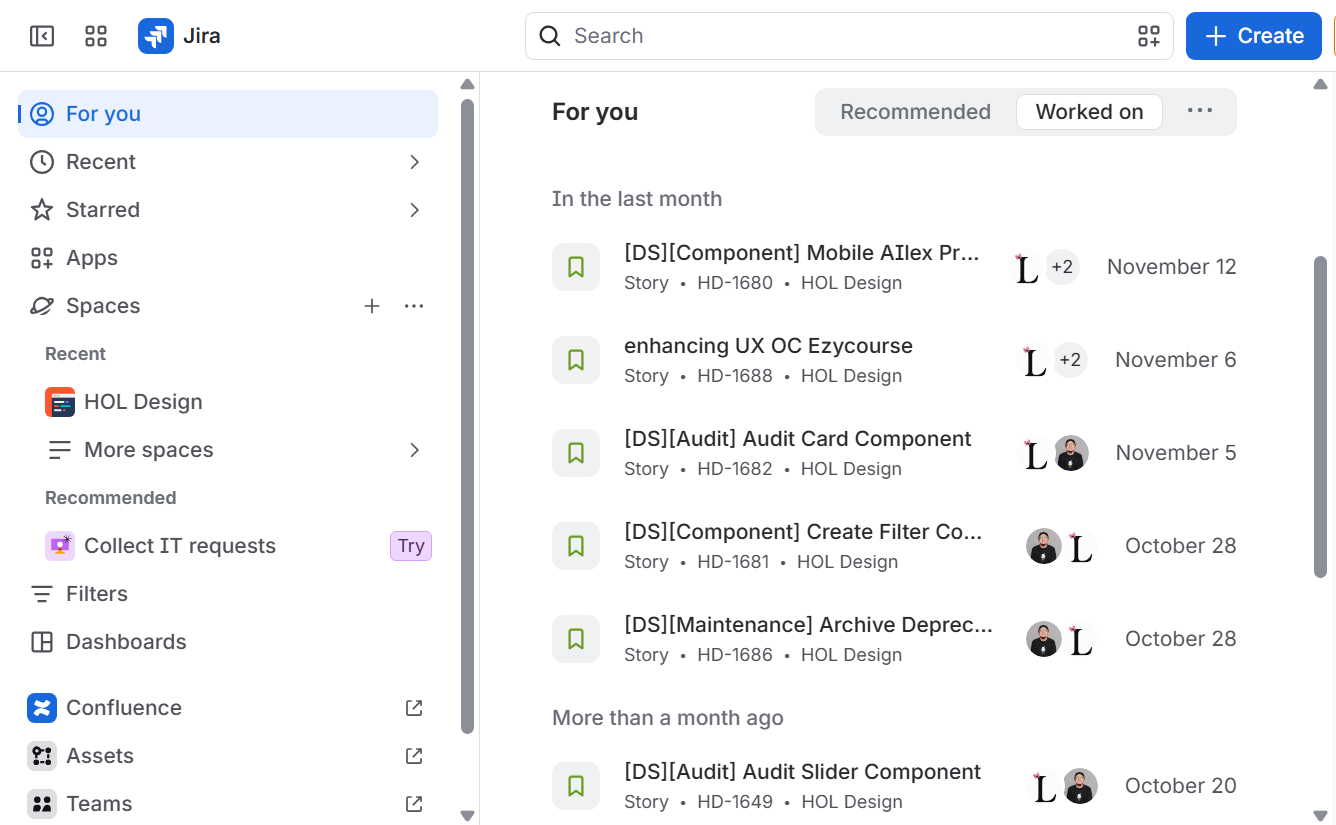 Jira
Search
Create
For you
Recent
Starred
Apps
Spaces
Recent
HOL Design
More spaces
Recommended
Collect IT requests
Try
Filters
Dashboards
Confluence
Assets
Teams
For you
Recommended
Worked on
In the last month
[DS][Component] Mobile AIlex Pr...
L +2 November 12
Story • HD-1680 • HOL Design
enhancing UX OC Ezycourse
L +2 November 6
Story • HD-1688 • HOL Design
[DS][Audit] Audit Card Component
L November 5
Story • HD-1682 • HOL Design
[DS][Component] Create Filter Co...
L October 28
Story • HD-1681 • HOL Design
[DS][Maintenance] Archive Deprec...
L October 28
Story • HD-1686 • HOL Design
More than a month ago
[DS][Audit] Audit Slider Component
L October 20
Story • HD-1649 • HOL Design